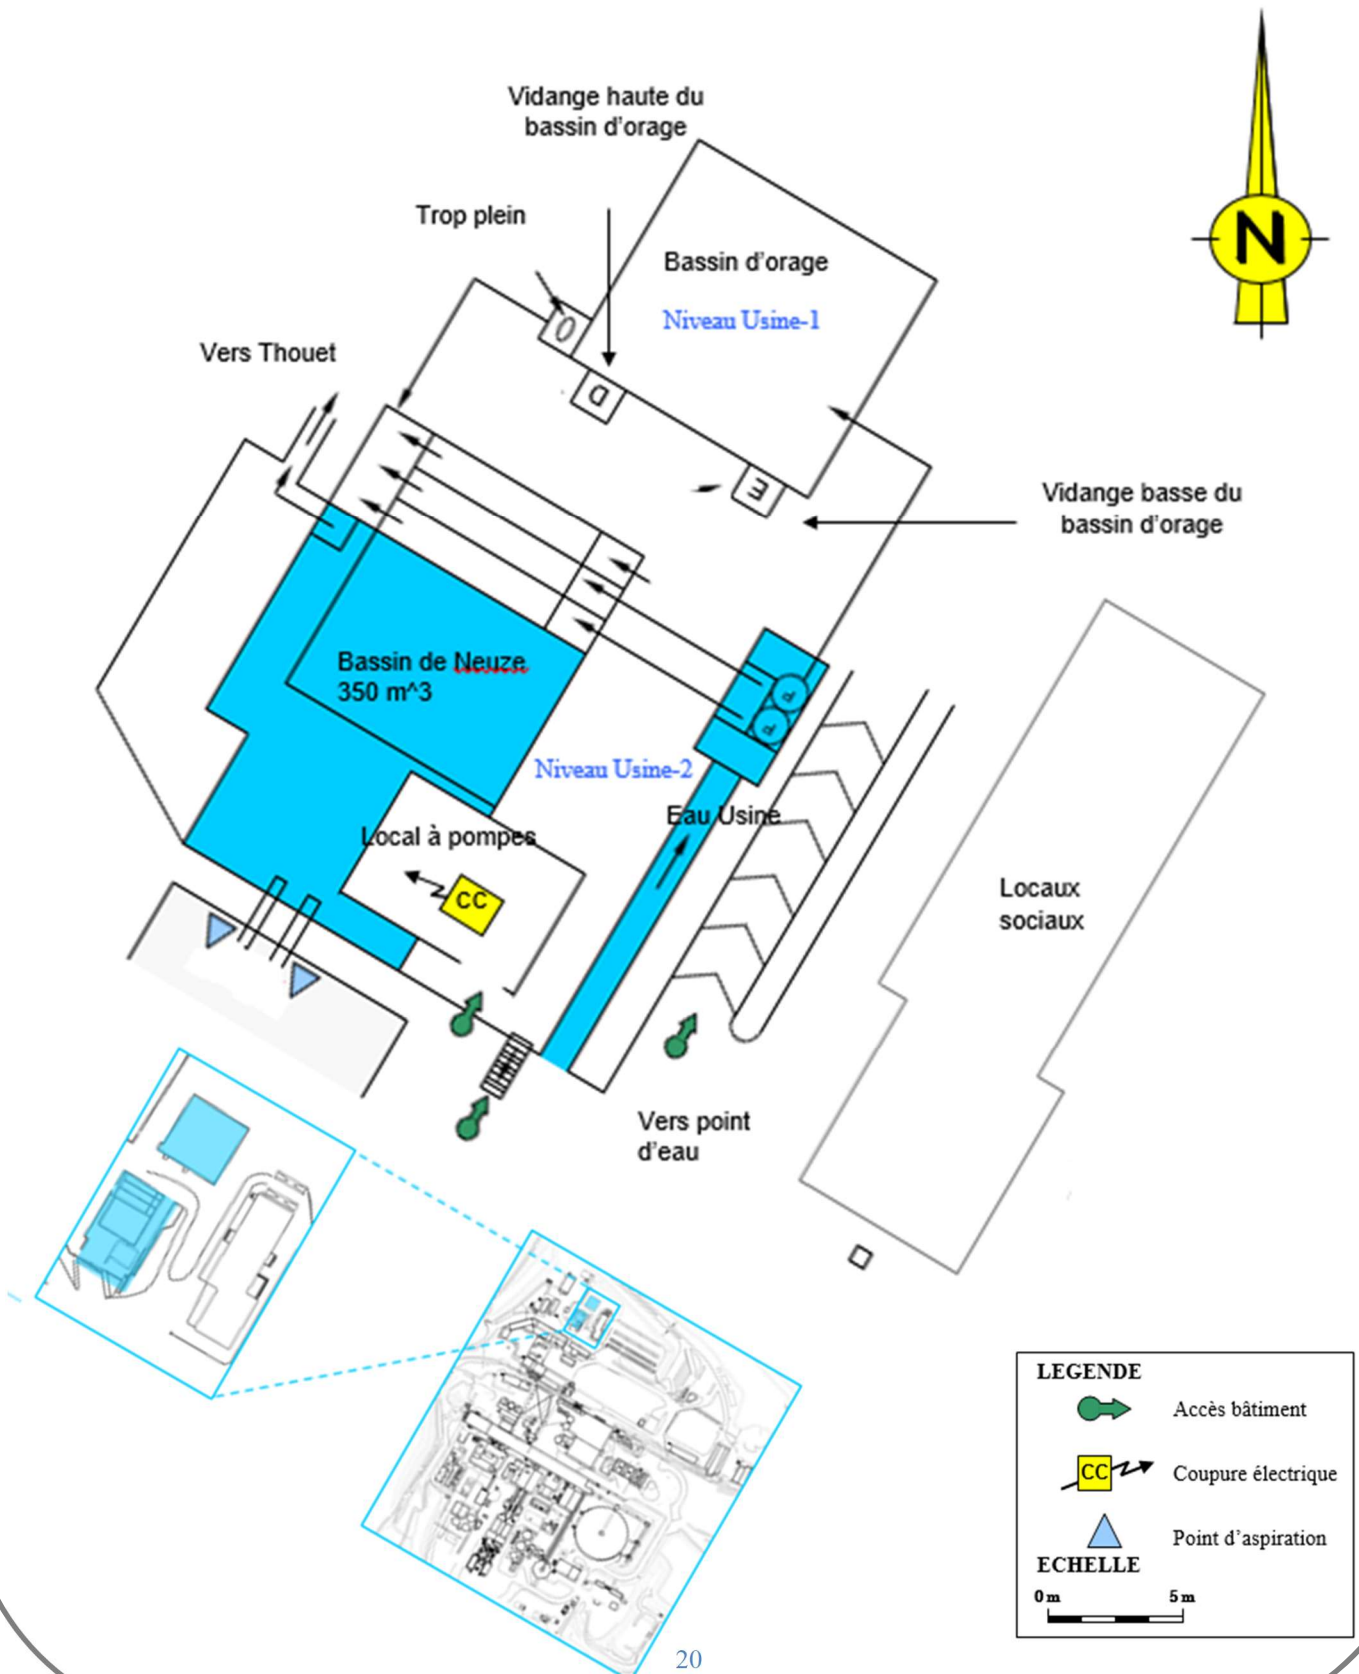 Vidange haute du
bassin d'orage
N
Trop plein
Bassin d'orage
Niveau Usine-1
O
Vers Thouet
D
E
Vidange basse du
bassin d'orage
Bassin de Neuze
350 m^3
P
P
Niveau Usine-2
Eau Usine
Local à pompes
CC
Locaux
sociaux
Vers point
d'eau
LEGENDE
Accès bâtiment
CC
Coupure électrique
Point d'aspiration
ECHELLE
0 m
5 m
20